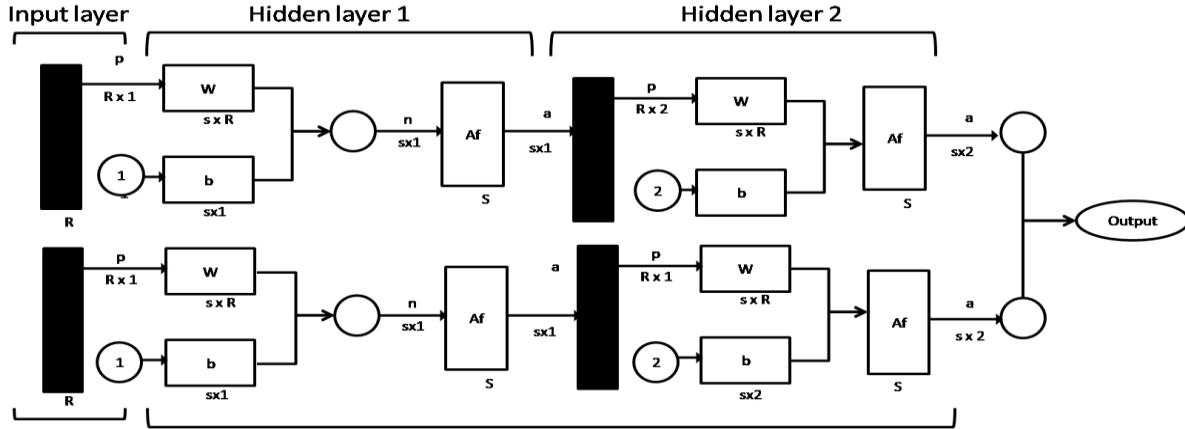 Input layer
Hidden layer 1
Hidden layer 2
p
R x 1
W
s x R
1
b
sx1
R
n
sx1
Af
S
a
sx1
p
R x 2
W
s x R
2
b
Af
S
a
sx2
Output
p
R x 1
W
s x R
1
b
sx1
R
n
sx1
Af
S
a
sx1
p
R x 1
W
s x R
2
b
sx2
Af
S
a
s x 2